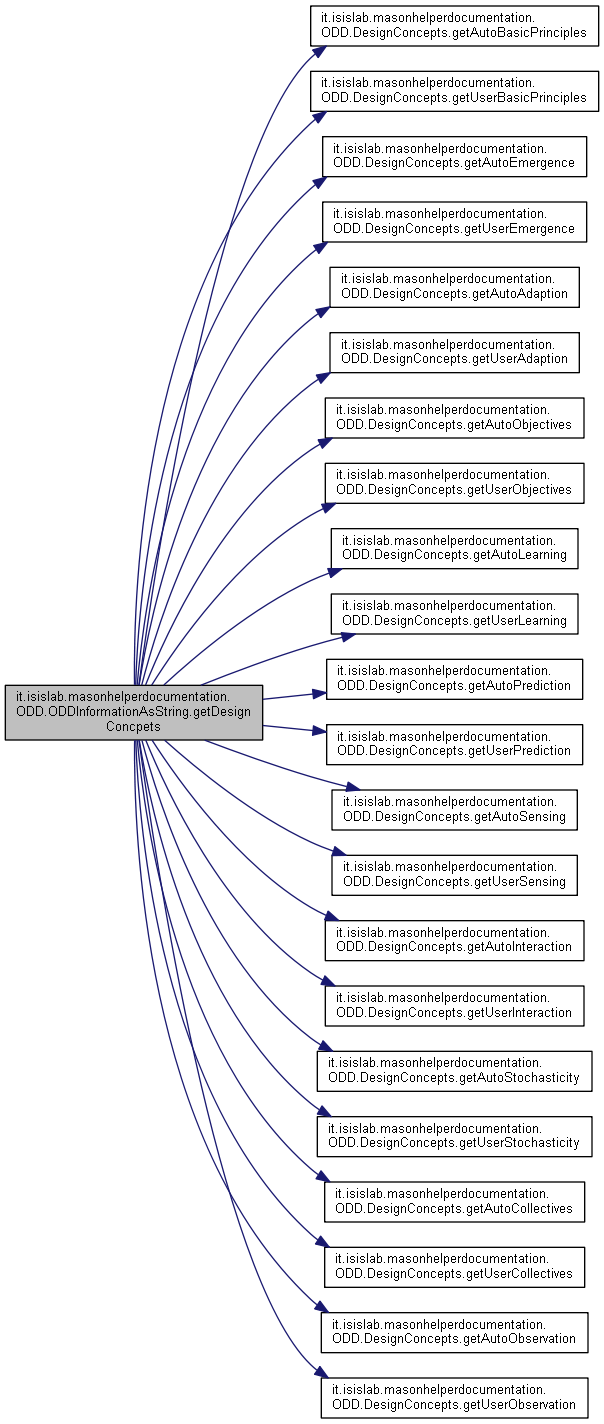 it.isislab.masonhelperdocumentation.
ODD.DesignConcepts.getAutoBasicPrinciples
it.isislab.masonhelperdocumentation.
ODD.DesignConcepts.getUserBasicPrinciples
it.isislab.masonhelperdocumentation.
ODD.DesignConcepts.getAutoEmergence
it.isislab.masonhelperdocumentation.
ODD.DesignConcepts.getUserEmergence
it.isislab.masonhelperdocumentation.
ODD.DesignConcepts.getAutoAdaption
it.isislab.masonhelperdocumentation.
ODD.DesignConcepts.getUserAdaption
it.isislab.masonhelperdocumentation.
ODD.DesignConcepts.getAutoObjectives
it.isislab.masonhelperdocumentation.
ODD.DesignConcepts.getUserObjectives
it.isislab.masonhelperdocumentation.
ODD.DesignConcepts.getAutoLearning
it.isislab.masonhelperdocumentation.
ODD.DesignConcepts.getUserLearning
it.isislab.masonhelperdocumentation.
ODD.ODDInformationAsString.getDesign
Concpets
it.isislab.masonhelperdocumentation.
ODD.DesignConcepts.getAutoPrediction
it.isislab.masonhelperdocumentation.
ODD.DesignConcepts.getUserPrediction
it.isislab.masonhelperdocumentation.
ODD.DesignConcepts.getAutoSensing
it.isislab.masonhelperdocumentation.
ODD.DesignConcepts.getUserSensing
it.isislab.masonhelperdocumentation.
ODD.DesignConcepts.getAutoInteraction
it.isislab.masonhelperdocumentation.
ODD.DesignConcepts.getUserInteraction
it.isislab.masonhelperdocumentation.
ODD.DesignConcepts.getAutoStochasticity
it.isislab.masonhelperdocumentation.
ODD.DesignConcepts.getUserStochasticity
it.isislab.masonhelperdocumentation.
ODD.DesignConcepts.getAutoCollectives
it.isislab.masonhelperdocumentation.
ODD.DesignConcepts.getUserCollectives
it.isislab.masonhelperdocumentation.
ODD.DesignConcepts.getAutoObservation
it.isislab.masonhelperdocumentation.
ODD.DesignConcepts.getUserObservation